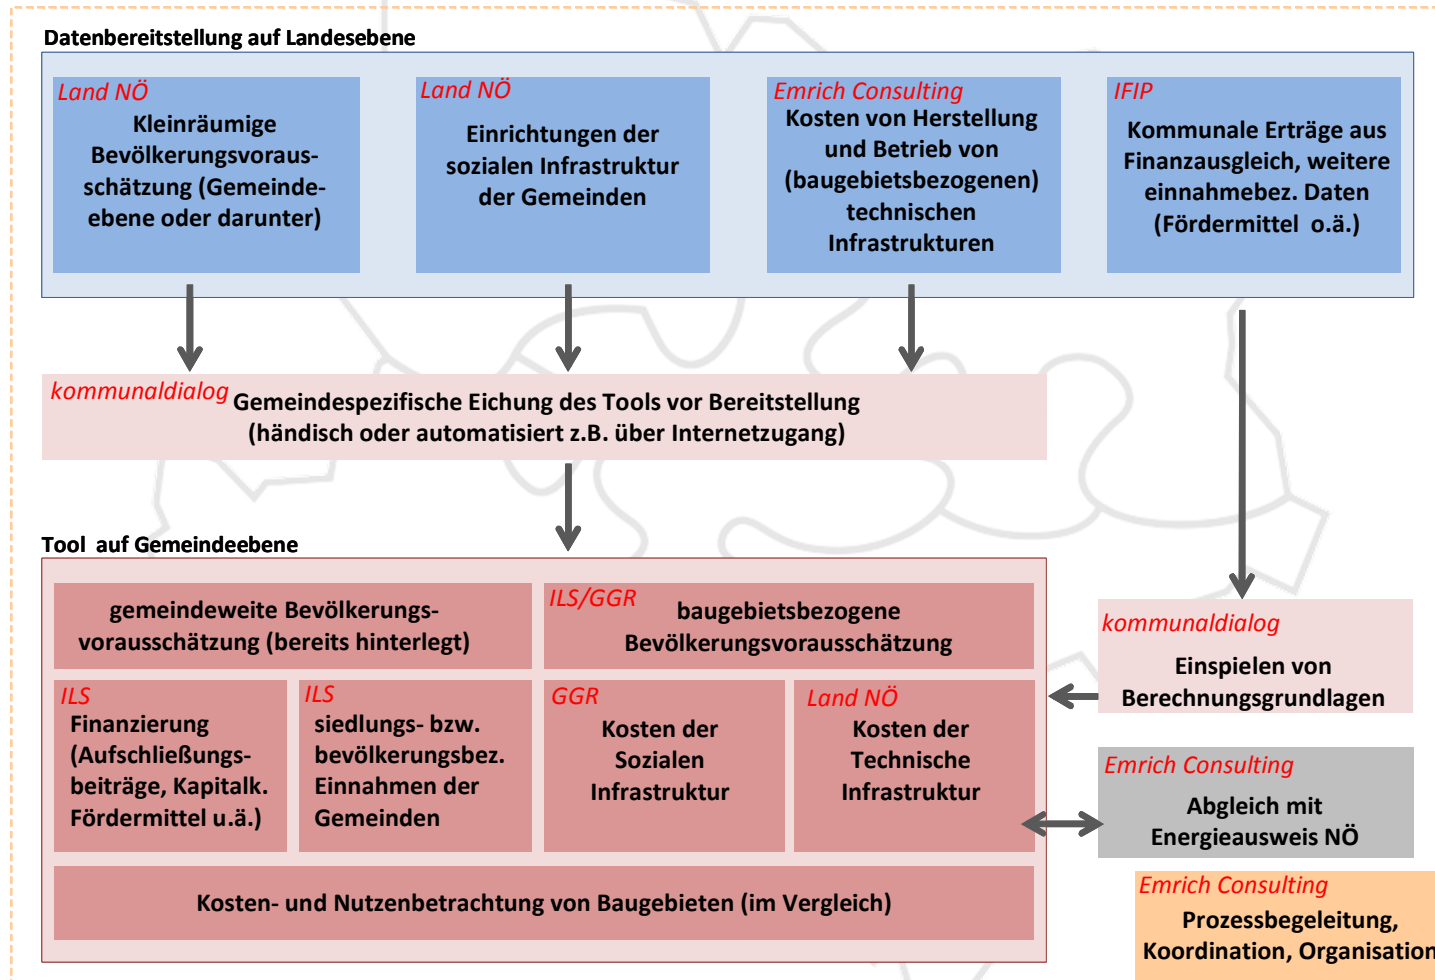 Datenbereitstellung auf Landesebene
Land NÖ
Kleinräumige
Bevölkerungsvoraus-
schätzung (Gemeinde-
ebene oder darunter)
Land NÖ
Einrichtungen der
sozialen Infrastruktur
der Gemeinden
Emrich Consulting
Kosten von Herstellung
und Betrieb von
(baugebietsbezogenen)
technischen
Infrastrukturen
IFIP
Kommunale Erträge aus
Finanzausgleich, weitere
einnahmebez. Daten
(Fördermittel o.ä.)
kommunaldialog
Gemeindespezifische Eichung des Tools vor Bereitstellung
(händisch oder automatisiert z.B. über Internetzugang)
Tool auf Gemeindeebene
gemeindeweite Bevölkerungs-
vorausschätzung (bereits hinterlegt)
ILS/GGR
baugebietsbezogene
Bevölkerungsvorausschätzung
ILS
Finanzierung
(Aufschließungs-
beiträge, Kapitalk.
Fördermittel u.ä.)
ILS
siedlungs- bzw.
bevölkerungsbez.
Einnahmen der
Gemeinden
GGR
Kosten der
Sozialen
Infrastruktur
Land NÖ
Kosten der
Technische
Infrastruktur
Kosten- und Nutzenbetrachtung von Baugebieten (im Vergleich)
kommunaldialog
Einspielen von
Berechnungsgrundlagen
Emrich Consulting
Abgleich mit
Energieausweis NÖ
Emrich Consulting
Prozessbegeleitung,
Koordination, Organisation